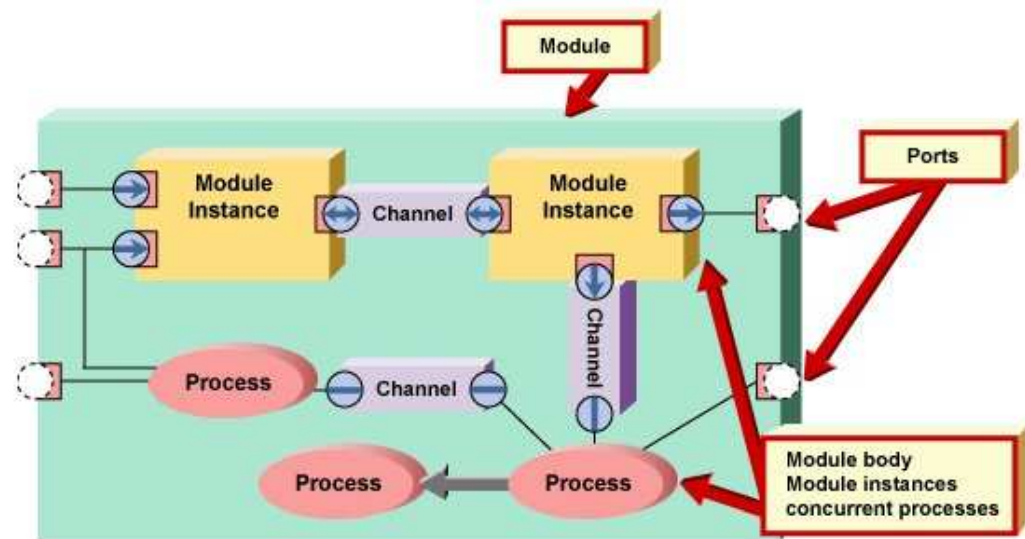 Module
Ports
Module
Instance
Channel
Module
Instance
Channel
Process
Channel
Process
Process
Module body
Module instances
concurrent processes